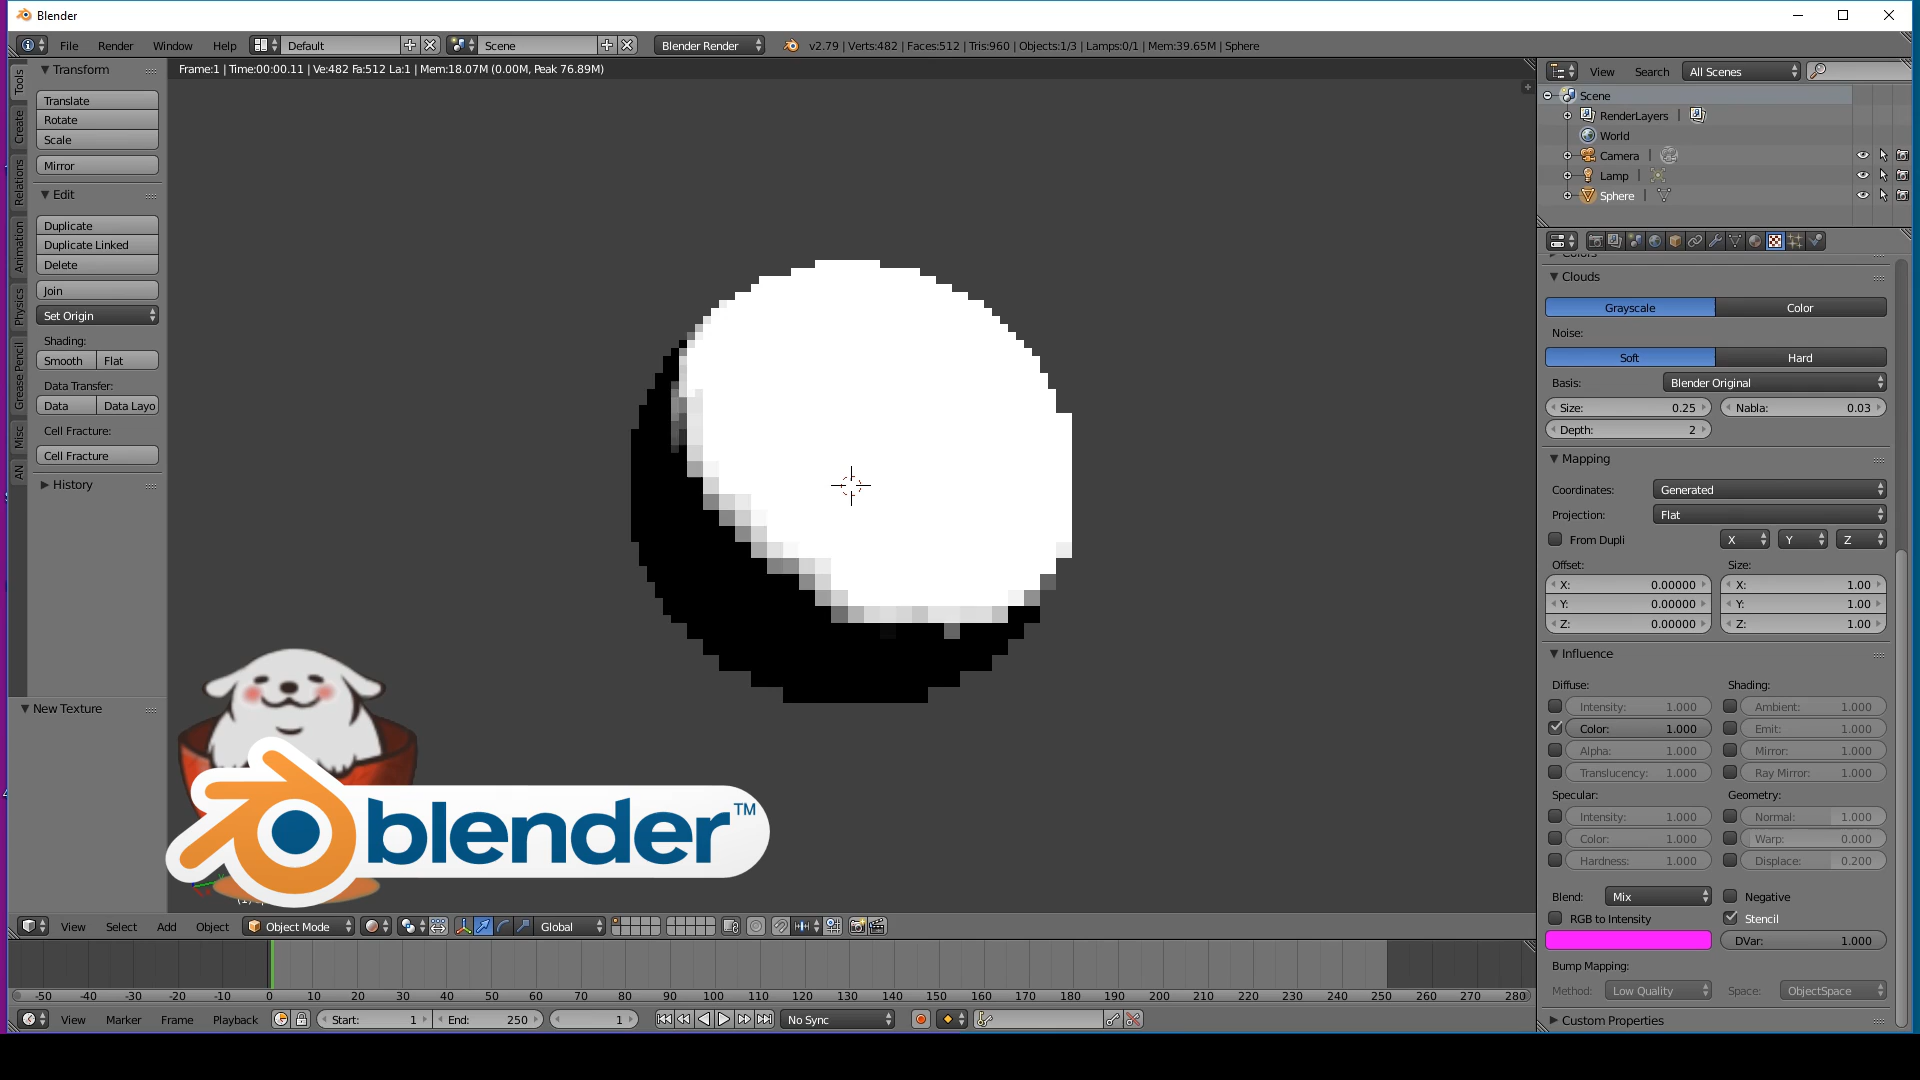 Blender
File Render Window Help Default Scene Blender Render v2.79 | Verts:482 | Faces:512 | Tris:960 | Objects:1/3 | Lamps:0/1 | Mem:39.65M | Sphere
Frame:1 | Time:00:00.11 | Ve:482 Fa:512 La:1 | Mem:18.07M (0.00M, Peak 76.89M)
Tools
Create
Relations
Animation
Physics
Grease Pencil
Misc
AN
Transform
Translate
Rotate
Scale
Mirror
Edit
Duplicate
Duplicate Linked
Delete
Join
Set Origin
Shading:
Smooth Flat
Data Transfer:
Data Data Layo
Cell Fracture:
Cell Fracture
History
New Texture
blender™
View Search All Scenes
Scene
RenderLayers |
World
Camera |
Lamp |
Sphere |
Clouds
Grayscale Color
Noise:
Soft Hard
Basis: Blender Original
Size: 0.25 Nabla: 0.03
Depth: 2
Mapping
Coordinates: Generated
Projection: Flat
From Dupli X Y Z
Offset: Size:
X: 0.00000 X: 1.00
Y: 0.00000 Y: 1.00
Z: 0.00000 Z: 1.00
Influence
Diffuse: Shading:
Intensity: 1.000 Ambient: 1.000
Color: 1.000 Emit: 1.000
Alpha: 1.000 Mirror: 1.000
Translucency: 1.000 Ray Mirror: 1.000
Specular: Geometry:
Intensity: 1.000 Normal: 1.000
Color: 1.000 Warp: 0.000
Hardness: 1.000 Displace: 0.200
Blend: Mix Negative
RGB to Intensity Stencil
DVar: 1.000
Bump Mapping:
Method: Low Quality Space: ObjectSpace
Custom Properties
View Select Add Object Object Mode Global
-50 -40 -30 -20 -10 0 10 20 30 40 50 60 70 80 90 100 110 120 130 140 150 160 170 180 190 200 210 220 230 240 250 260 270 280
View Marker Frame Playback Start: 1 End: 250 1 No Sync